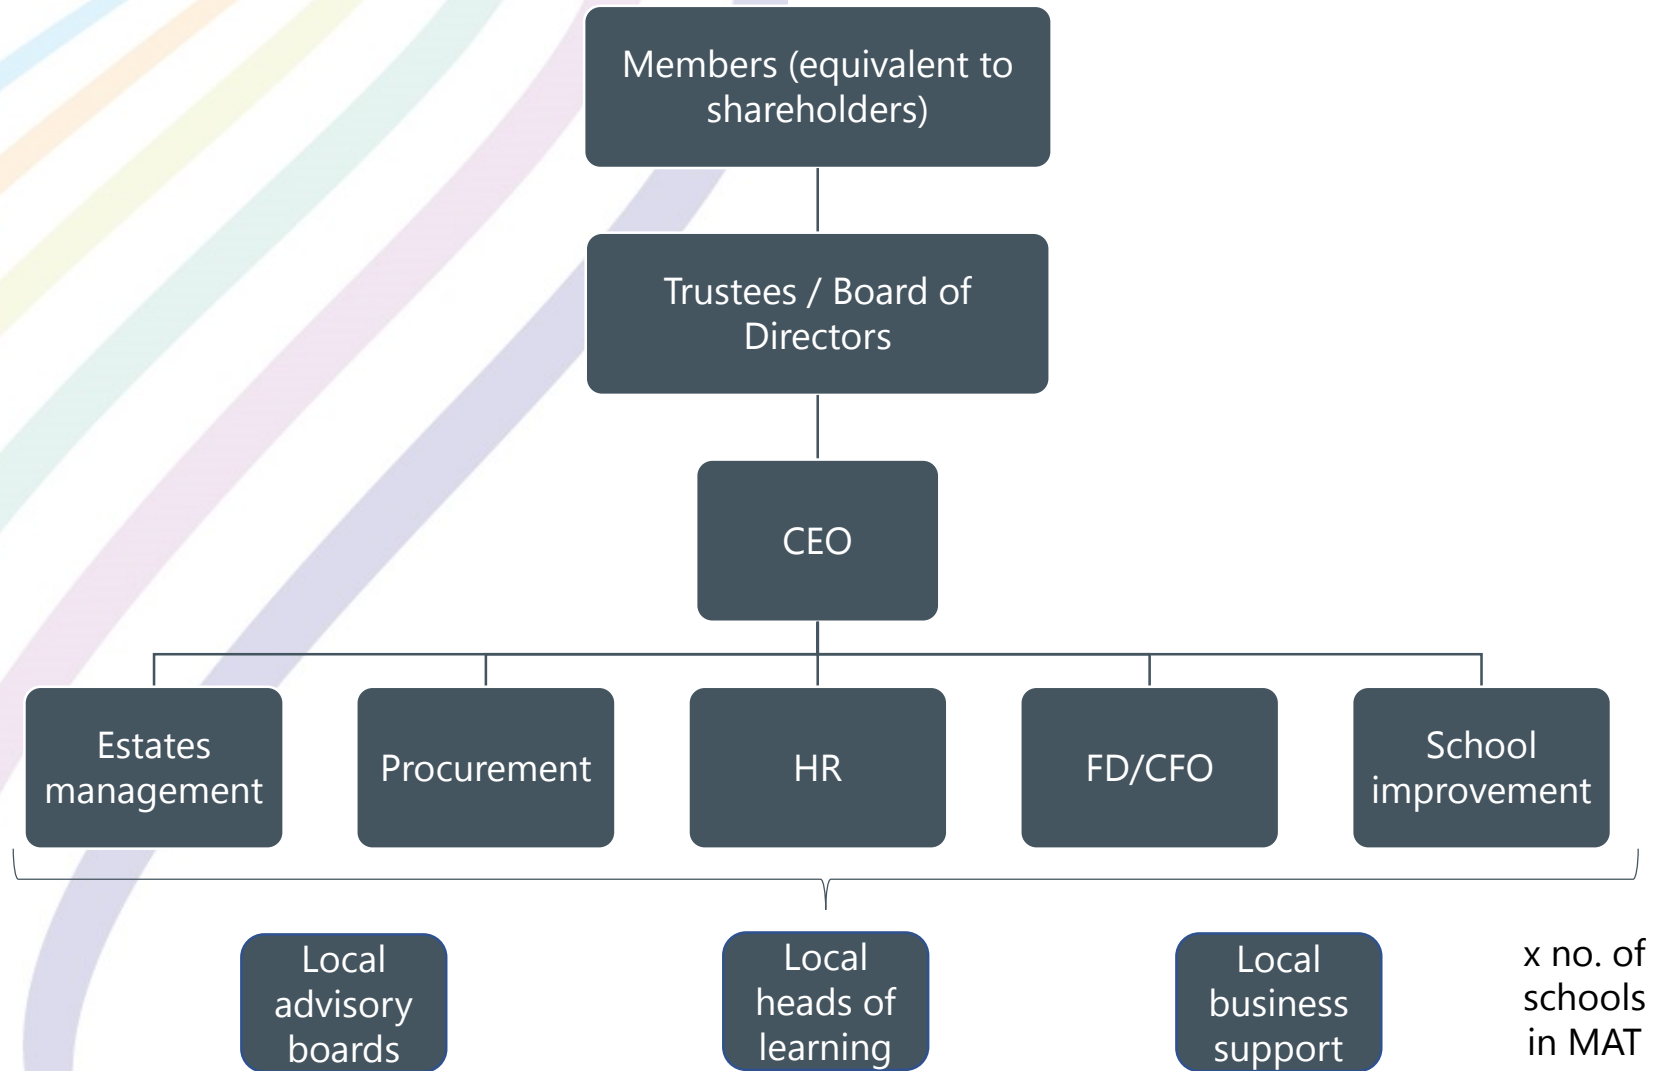 Members (equivalent to
shareholders)
Trustees / Board of
Directors
CEO
Estates
management
Procurement
HR
FD/CFO
School
improvement
Local
advisory
boards
Local
heads of
learning
Local
business
support
x no. of
schools
in MAT